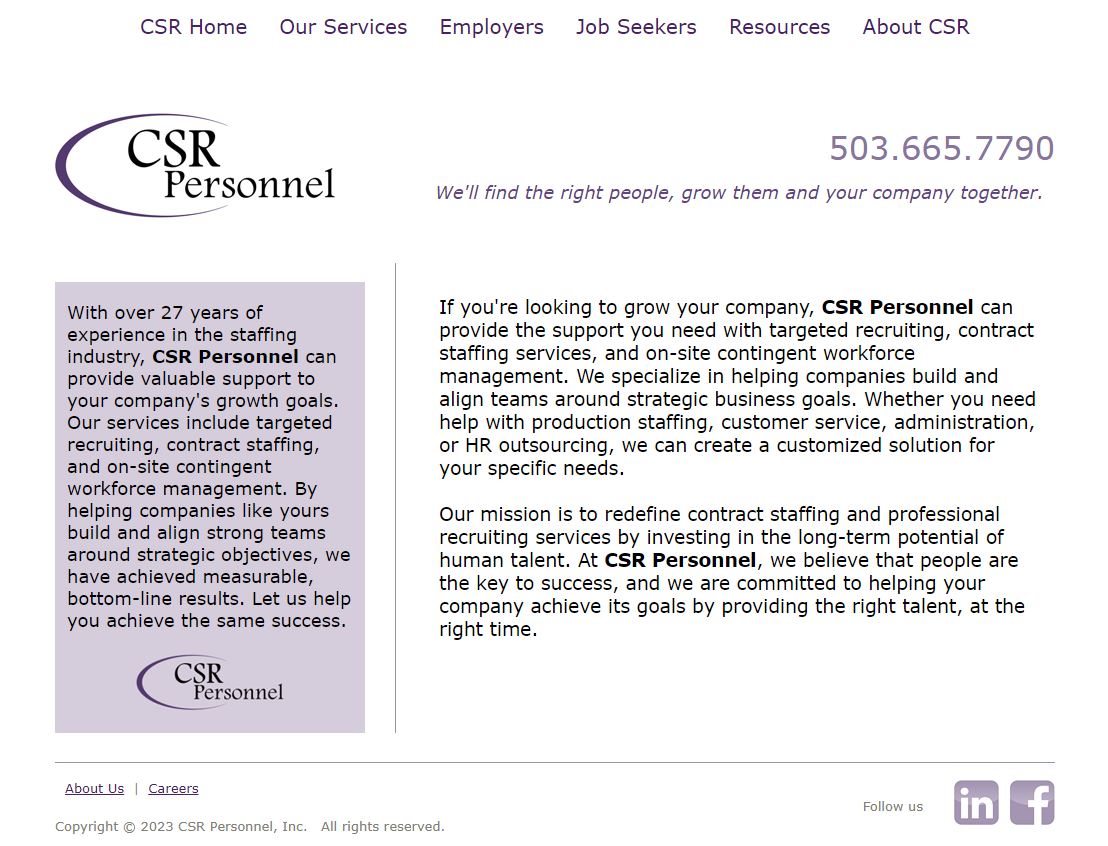 CSR Home Our Services Employers Job Seekers Resources About CSR
CSR
Personnel
503.665.7790
We'll find the right people, grow them and your company together.
With over 27 years of
experience in the staffing
industry, CSR Personnel can
provide valuable support to
your company's growth goals.
Our services include targeted
recruiting, contract staffing,
and on-site contingent
workforce management. By
helping companies like yours
build and align strong teams
around strategic objectives, we
have achieved measurable,
bottom-line results. Let us help
you achieve the same success.
CSR
Personnel
If you're looking to grow your company, CSR Personnel can
provide the support you need with targeted recruiting, contract
staffing services, and on-site contingent workforce
management. We specialize in helping companies build and
align teams around strategic business goals. Whether you need
help with production staffing, customer service, administration,
or HR outsourcing, we can create a customized solution for
your specific needs.
Our mission is to redefine contract staffing and professional
recruiting services by investing in the long-term potential of
human talent. At CSR Personnel, we believe that people are
the key to success, and we are committed to helping your
company achieve its goals by providing the right talent, at the
right time.
About Us | Careers
Follow us in f
Copyright © 2023 CSR Personnel, Inc. All rights reserved.